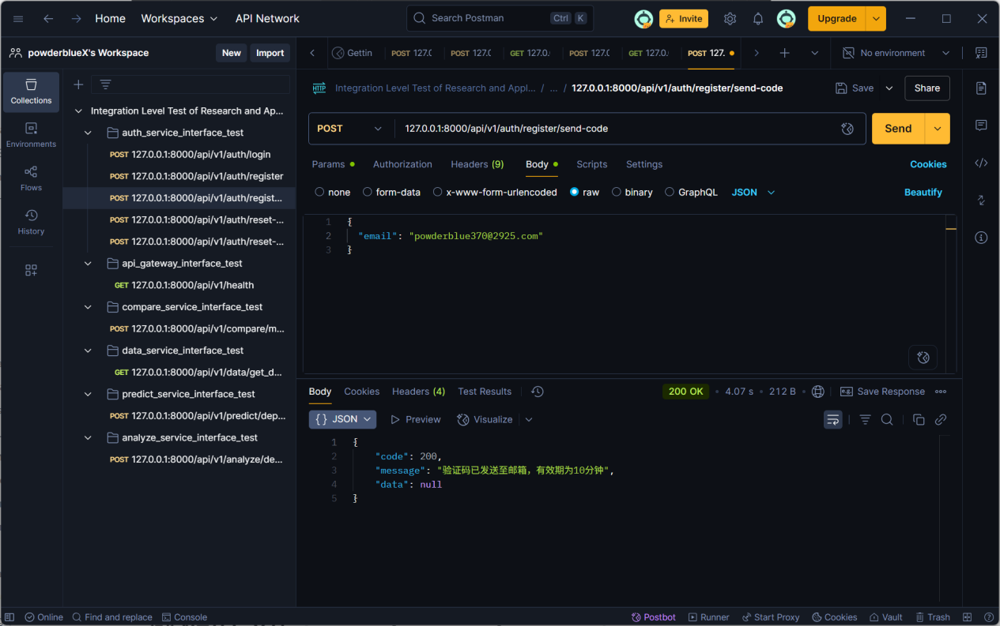 Home Workspaces API Network Search Postman Ctrl K Invite Upgrade
powderblueX's Workspace New Import Gettin POST 127.0 POST 127.0 GET 127.0. POST 127.0 GET 127.0. POST 127. No environment
Collections
Environments
Flows
History
Integration Level Test of Research and Ap...
auth_service_interface_test
POST 127.0.0.1:8000/api/v1/auth/login
POST 127.0.0.1:8000/api/v1/auth/register
POST 127.0.0.1:8000/api/v1/auth/regist...
POST 127.0.0.1:8000/api/v1/auth/reset-...
POST 127.0.0.1:8000/api/v1/auth/reset-...
api_gateway_interface_test
GET 127.0.0.1:8000/api/v1/health
compare_service_interface_test
POST 127.0.0.1:8000/api/v1/compare/m...
data_service_interface_test
GET 127.0.0.1:8000/api/v1/data/get_d...
predict_service_interface_test
POST 127.0.0.1:8000/api/v1/predict/dep...
analyze_service_interface_test
POST 127.0.0.1:8000/api/v1/analyze/de...
HTTP Integration Level Test of Research and Appl... / ... / 127.0.0.1:8000/api/v1/auth/register/send-code Save Share
POST 127.0.0.1:8000/api/v1/auth/register/send-code Send
Params Authorization Headers (9) Body Scripts Settings Cookies
none form-data x-www-form-urlencoded raw binary GraphQL JSON Beautify
1 {
2 "email": "powderblue370@2925.com"
3 }
Body Cookies Headers (4) Test Results 200 OK • 4.07 s • 212 B • e.g. Save Response
{} JSON Preview Visualize
1 {
2 "code": 200,
3 "message": "验证码已发送至邮箱，有效期为10分钟",
4 "data": null
5 }
Online Find and replace Console Postbot Runner Start Proxy Cookies Vault Trash